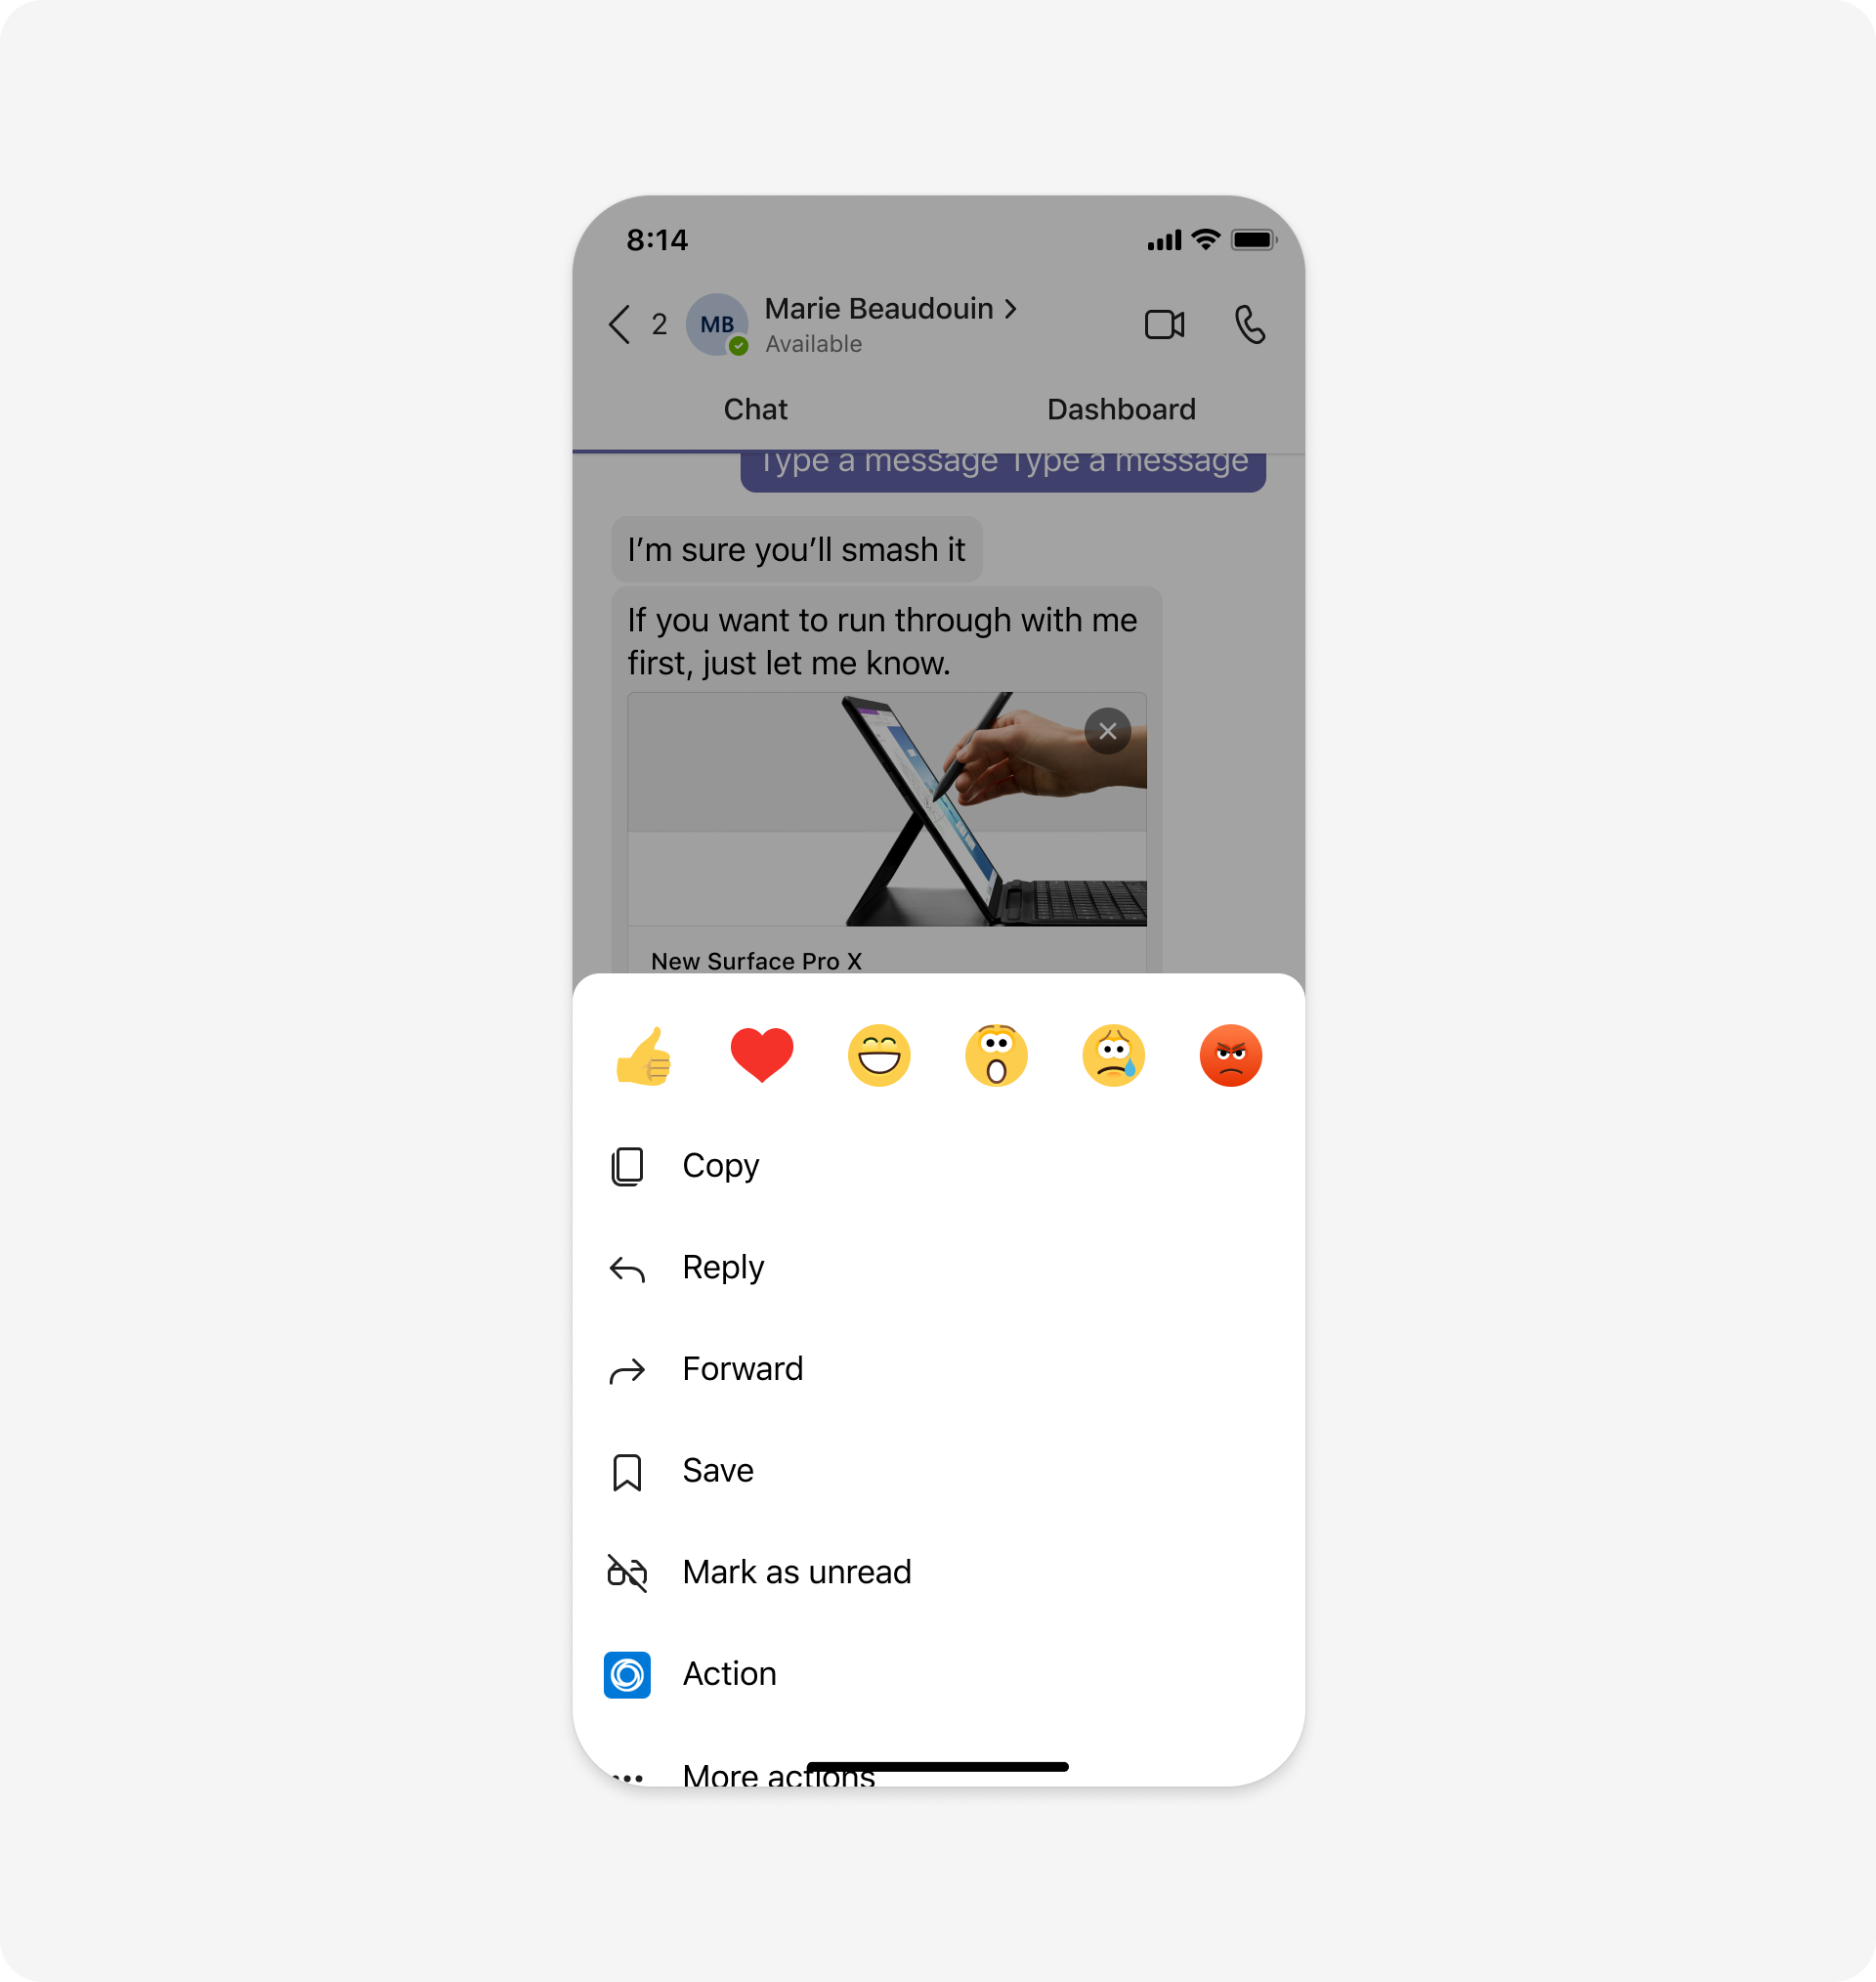 8:14
2
MB
Marie Beaudouin
Available
Chat
Dashboard
Type a message Type a message
I’m sure you’ll smash it
If you want to run through with me
first, just let me know.
New Surface Pro X
Copy
Reply
Forward
Save
Mark as unread
Action
More actions